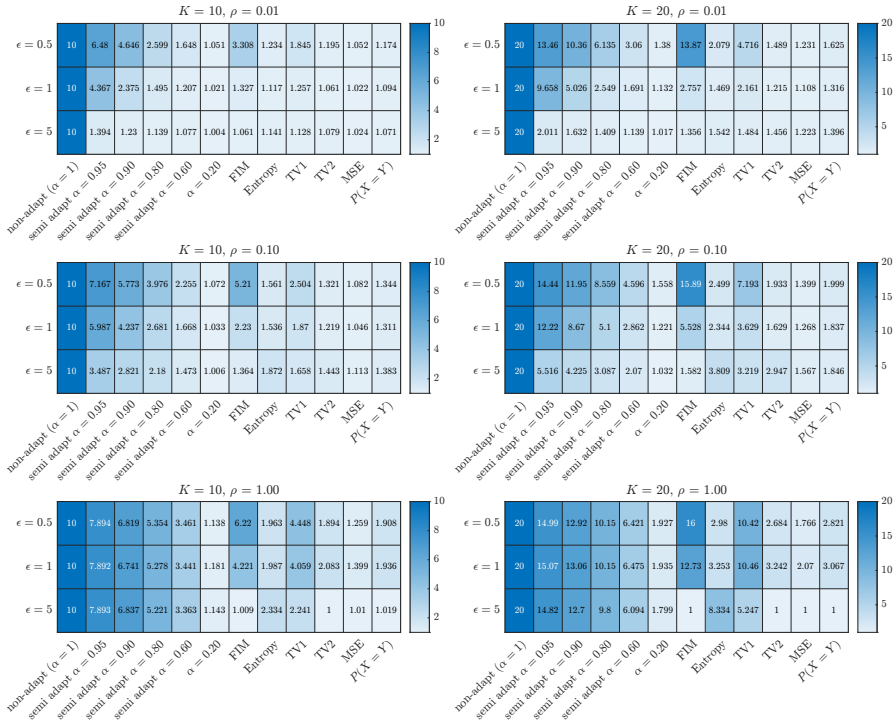 K = 10, ρ = 0.01
ϵ = 0.5 10 6.48 4.646 2.599 1.648 1.051 3.308 1.234 1.845 1.195 1.052 1.174
ϵ = 1 10 4.367 2.375 1.495 1.207 1.021 1.327 1.117 1.257 1.132 1.022 1.094
ϵ = 5 10 1.394 1.23 1.139 1.077 1.004 1.061 1.141 1.128 1.079 1.024 1.071
10 8 6 4 2
non-adapt (α = 1)
semi adapt α = 0.95
semi adapt α = 0.90
semi adapt α = 0.80
semi adapt α = 0.60
α = 0.20
FIM
Entropy
TV1
TV2
MSE
P(X = Y)
K = 20, ρ = 0.01
ϵ = 0.5 20 13.46 10.36 6.135 3.06 1.38 13.87 2.079 4.716 1.489 1.231 1.625
ϵ = 1 20 9.658 5.026 2.549 1.691 1.132 2.757 1.469 2.161 1.215 1.108 1.316
ϵ = 5 20 2.011 1.632 1.409 1.139 1.017 1.356 1.542 1.484 1.456 1.223 1.396
20 15 10 5
non-adapt (α = 1)
semi adapt α = 0.95
semi adapt α = 0.90
semi adapt α = 0.80
semi adapt α = 0.60
α = 0.20
FIM
Entropy
TV1
TV2
MSE
P(X = Y)
K = 10, ρ = 0.10
ϵ = 0.5 10 7.167 5.773 3.976 2.255 1.072 5.21 1.561 2.504 1.321 1.082 1.344
ϵ = 1 10 5.987 4.237 2.681 1.668 1.033 2.23 1.536 1.87 1.219 1.046 1.311
ϵ = 5 10 3.487 2.821 2.18 1.473 1.006 1.364 1.872 1.658 1.443 1.113 1.383
10 8 6 4 2
non-adapt (α = 1)
semi adapt α = 0.95
semi adapt α = 0.90
semi adapt α = 0.80
semi adapt α = 0.60
α = 0.20
FIM
Entropy
TV1
TV2
MSE
P(X = Y)
K = 20, ρ = 0.10
ϵ = 0.5 20 14.44 11.95 8.559 4.596 1.558 15.89 2.499 7.193 1.933 1.399 1.999
ϵ = 1 20 12.22 8.67 5.1 2.862 1.221 5.528 2.344 3.629 1.629 1.268 1.837
ϵ = 5 20 5.516 4.225 3.087 2.07 1.032 1.582 3.809 3.219 2.947 1.567 1.846
20 15 10 5
non-adapt (α = 1)
semi adapt α = 0.95
semi adapt α = 0.90
semi adapt α = 0.80
semi adapt α = 0.60
α = 0.20
FIM
Entropy
TV1
TV2
MSE
P(X = Y)
K = 10, ρ = 1.00
ϵ = 0.5 10 7.894 6.819 5.354 3.461 1.138 6.22 1.963 4.448 1.894 1.259 1.908
ϵ = 1 10 7.892 6.741 5.278 3.441 1.181 4.221 1.987 4.059 2.083 1.399 1.936
ϵ = 5 10 7.893 6.837 5.221 3.363 1.143 1.009 2.334 2.241 1 1.01 1.019
10 8 6 4 2
non-adapt (α = 1)
semi adapt α = 0.95
semi adapt α = 0.90
semi adapt α = 0.80
semi adapt α = 0.60
α = 0.20
FIM
Entropy
TV1
TV2
MSE
P(X = Y)
K = 20, ρ = 1.00
ϵ = 0.5 20 14.99 12.92 10.15 6.421 1.927 16 2.98 10.42 2.684 1.766 2.821
ϵ = 1 20 15.07 13.06 10.15 6.475 1.935 12.73 3.253 10.46 3.242 2.07 3.067
ϵ = 5 20 14.82 12.7 9.8 6.094 1.799 1 8.334 5.247 1 1 1
20 15 10 5
non-adapt (α = 1)
semi adapt α = 0.95
semi adapt α = 0.90
semi adapt α = 0.80
semi adapt α = 0.60
α = 0.20
FIM
Entropy
TV1
TV2
MSE
P(X = Y)